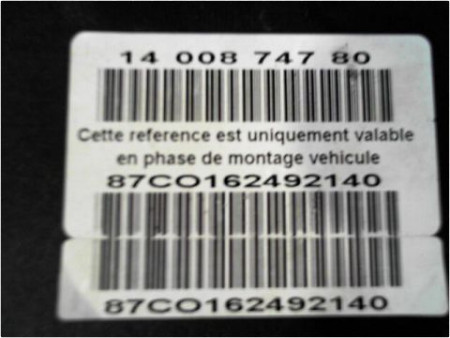 14 008 747 80
Cette reference est uniquement valable
en phase de montage vehicule
87CO162492140
87CO162492140